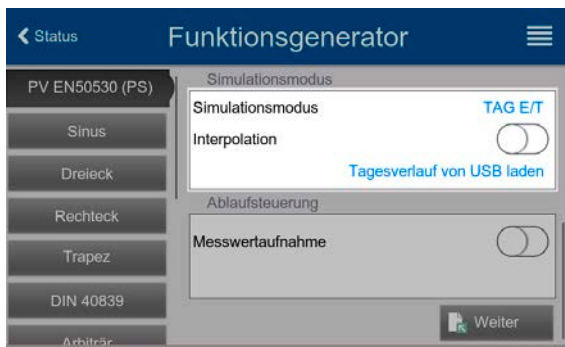 Status
Funktionsgenerator
PV EN50530 (PS)
Sinus
Dreieck
Rechteck
Trapez
DIN 40839
Arbiträr
Simulationsmodus
Simulationsmodus TAG E/T
Interpolation
Tagesverlauf von USB laden
Ablaufsteuerung
Messwertaufnahme
Weiter